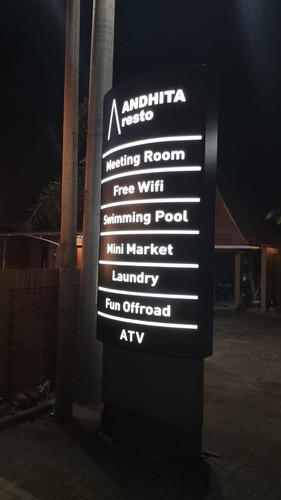 ANDHITA
resto
Meeting Room
Free Wifi
Swimming Pool
Mini Market
Laundry
Fun Offroad
ATV